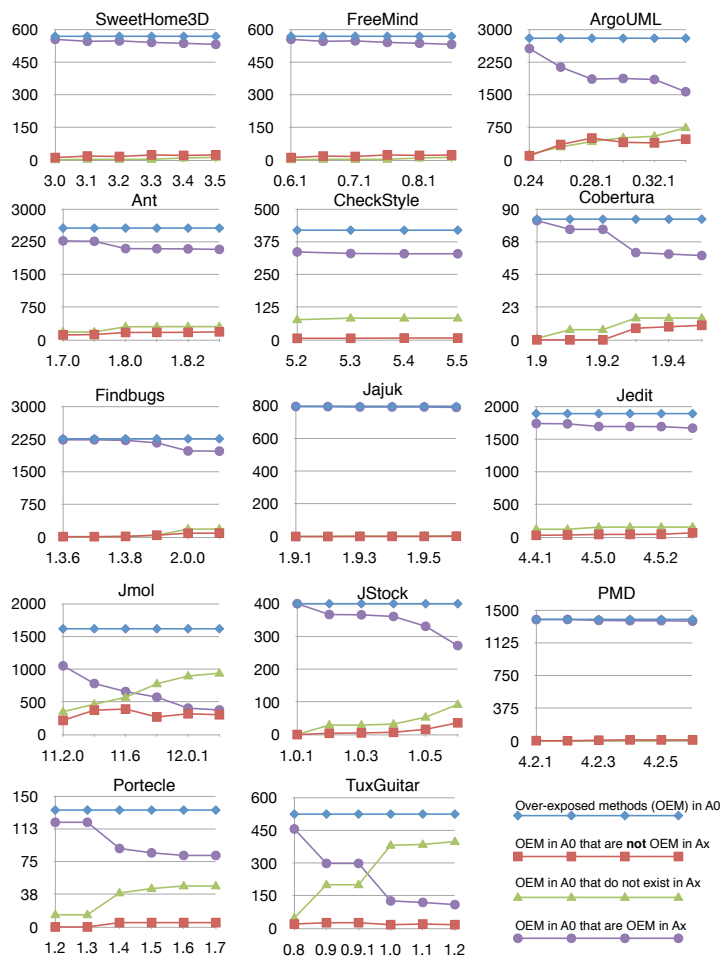 SweetHome3D
600
450
300
150
0
3.0 3.1 3.2 3.3 3.4 3.5
FreeMind
600
450
300
150
0
0.6.1 0.7.1 0.8.1
ArgoUML
3000
2250
1500
750
0
0.24 0.28.1 0.32.1
Ant
3000
2250
1500
750
0
1.7.0 1.8.0 1.8.2
CheckStyle
500
375
250
125
0
5.2 5.3 5.4 5.5
Cobertura
90
68
45
23
0
1.9 1.9.2 1.9.4
Findbugs
3000
2250
1500
750
0
1.3.6 1.3.8 2.0.0
Jajuk
800
600
400
200
0
1.9.1 1.9.3 1.9.5
Jedit
2000
1500
1000
500
0
4.4.1 4.5.0 4.5.2
Jmol
2000
1500
1000
500
0
11.2.0 11.6 12.0.1
JStock
400
300
200
100
0
1.0.1 1.0.3 1.0.5
PMD
1500
1125
750
375
0
4.2.1 4.2.3 4.2.5
Portecle
150
113
75
38
0
1.2 1.3 1.4 1.5 1.6 1.7
TuxGuitar
600
450
300
150
0
0.8 0.9 0.9.1 1.0 1.1 1.2
Over-exposed methods (OEM) in A0
OEM in A0 that are not OEM in Ax
OEM in A0 that do not exist in Ax
OEM in A0 that are OEM in Ax